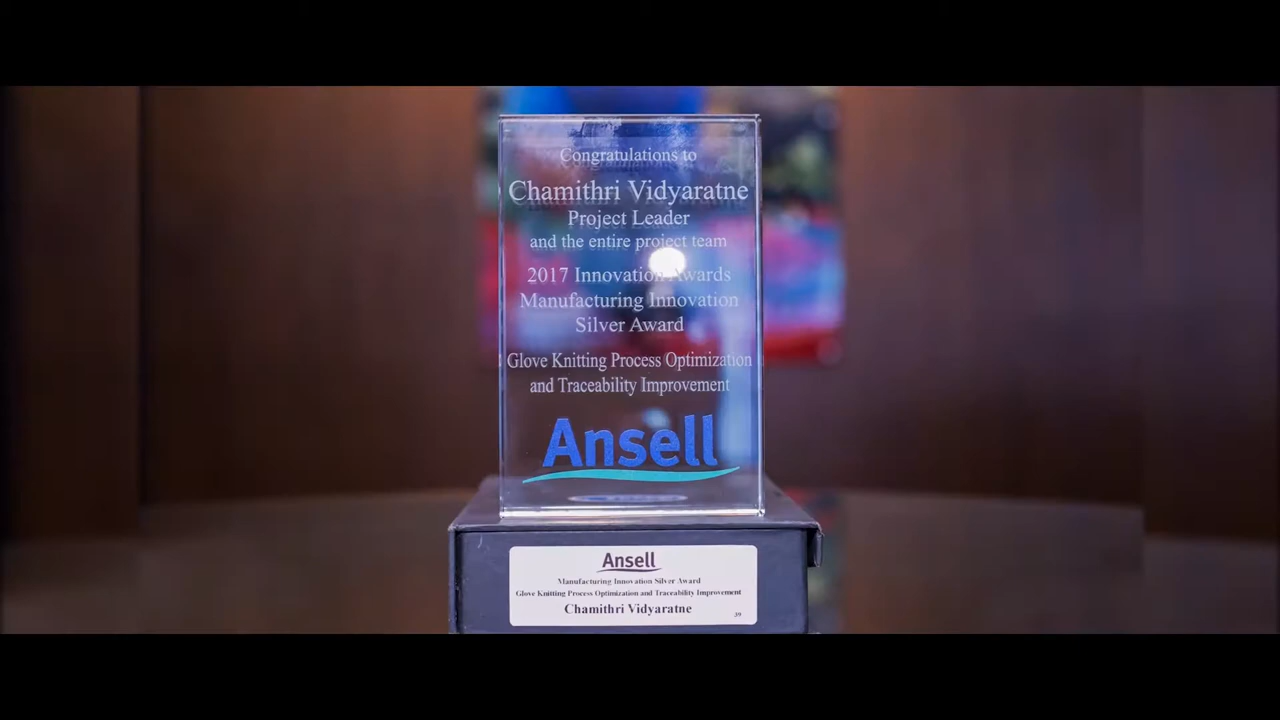 Congratulations to
Chamithri Vidyaratne
Project Leader
and the entire project team
2017 Innovation Awards
Manufacturing Innovation
Silver Award
Glove Knitting Process Optimization
and Traceability Improvement
Ansell
Ansell
Manufacturing Innovation Silver Award
Glove Knitting Process Optimization and Traceability Improvement
Chamithri Vidyaratne
39